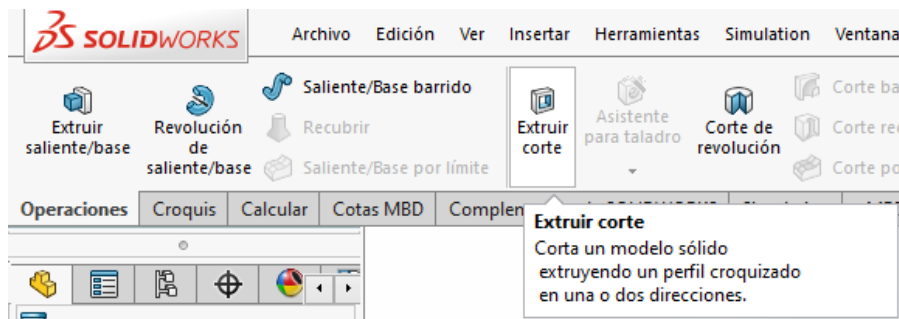 SOLIDWORKS
Archivo Edición Ver Insertar Herramientas Simulation Ventana
Extruir
saliente/base
Revolución
de
saliente/base
Saliente/Base barrido
Recubrir
Saliente/Base por límite
Extruir
corte
Asistente
para taladro
Corte de
revolución
Corte ba
Corte re
Corte po
Operaciones Croquis Calcular Cotas MBD Complem
Extruir corte
Corta un modelo sólido
extruyendo un perfil croquizado
en una o dos direcciones.